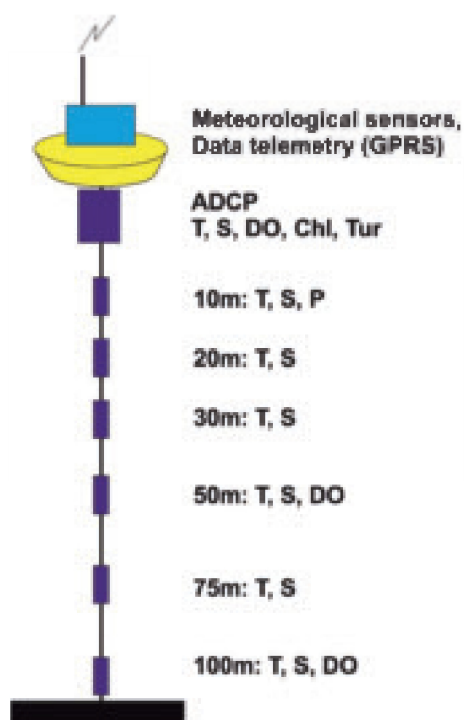 Meteorological sensors,
Data telemetry (GPRS)
ADCP
T, S, DO, Chl, Tur
10m: T, S, P
20m: T, S
30m: T, S
50m: T, S, DO
75m: T, S
100m: T, S, DO